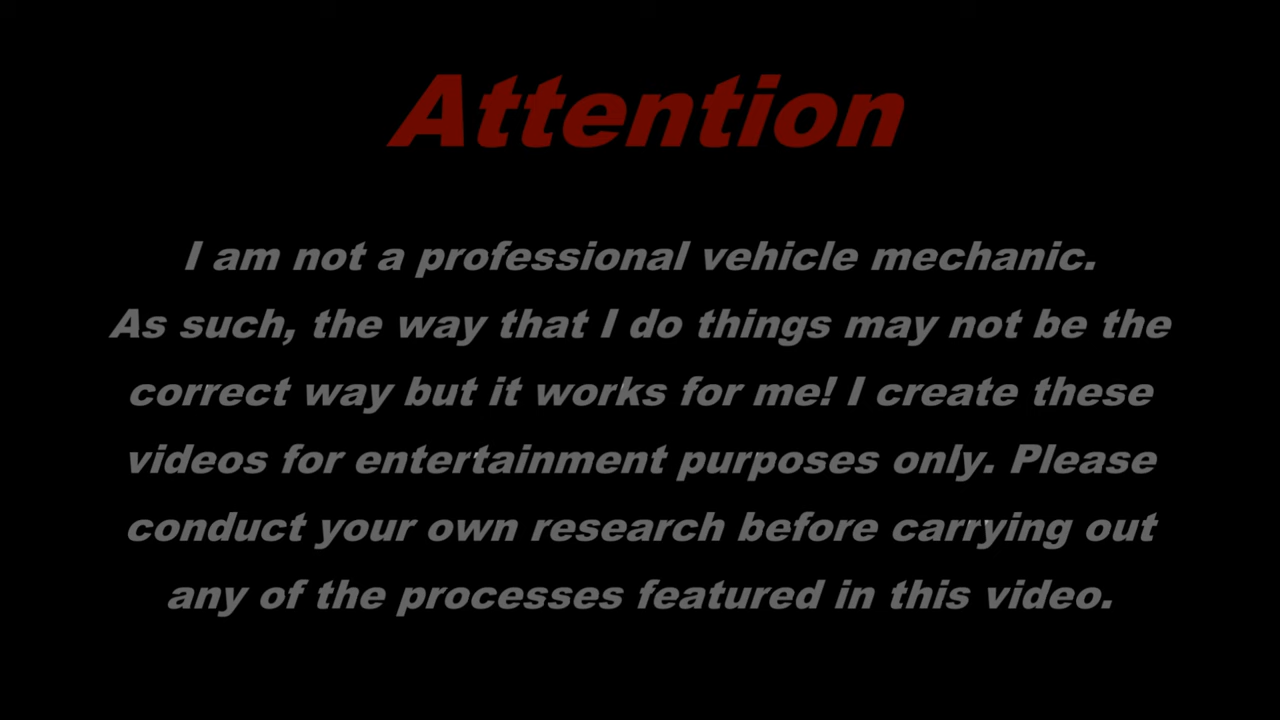 Attention
I am not a professional vehicle mechanic.
As such, the way that I do things may not be the
correct way but it works for me! I create these
videos for entertainment purposes only. Please
conduct your own research before carrying out
any of the processes featured in this video.